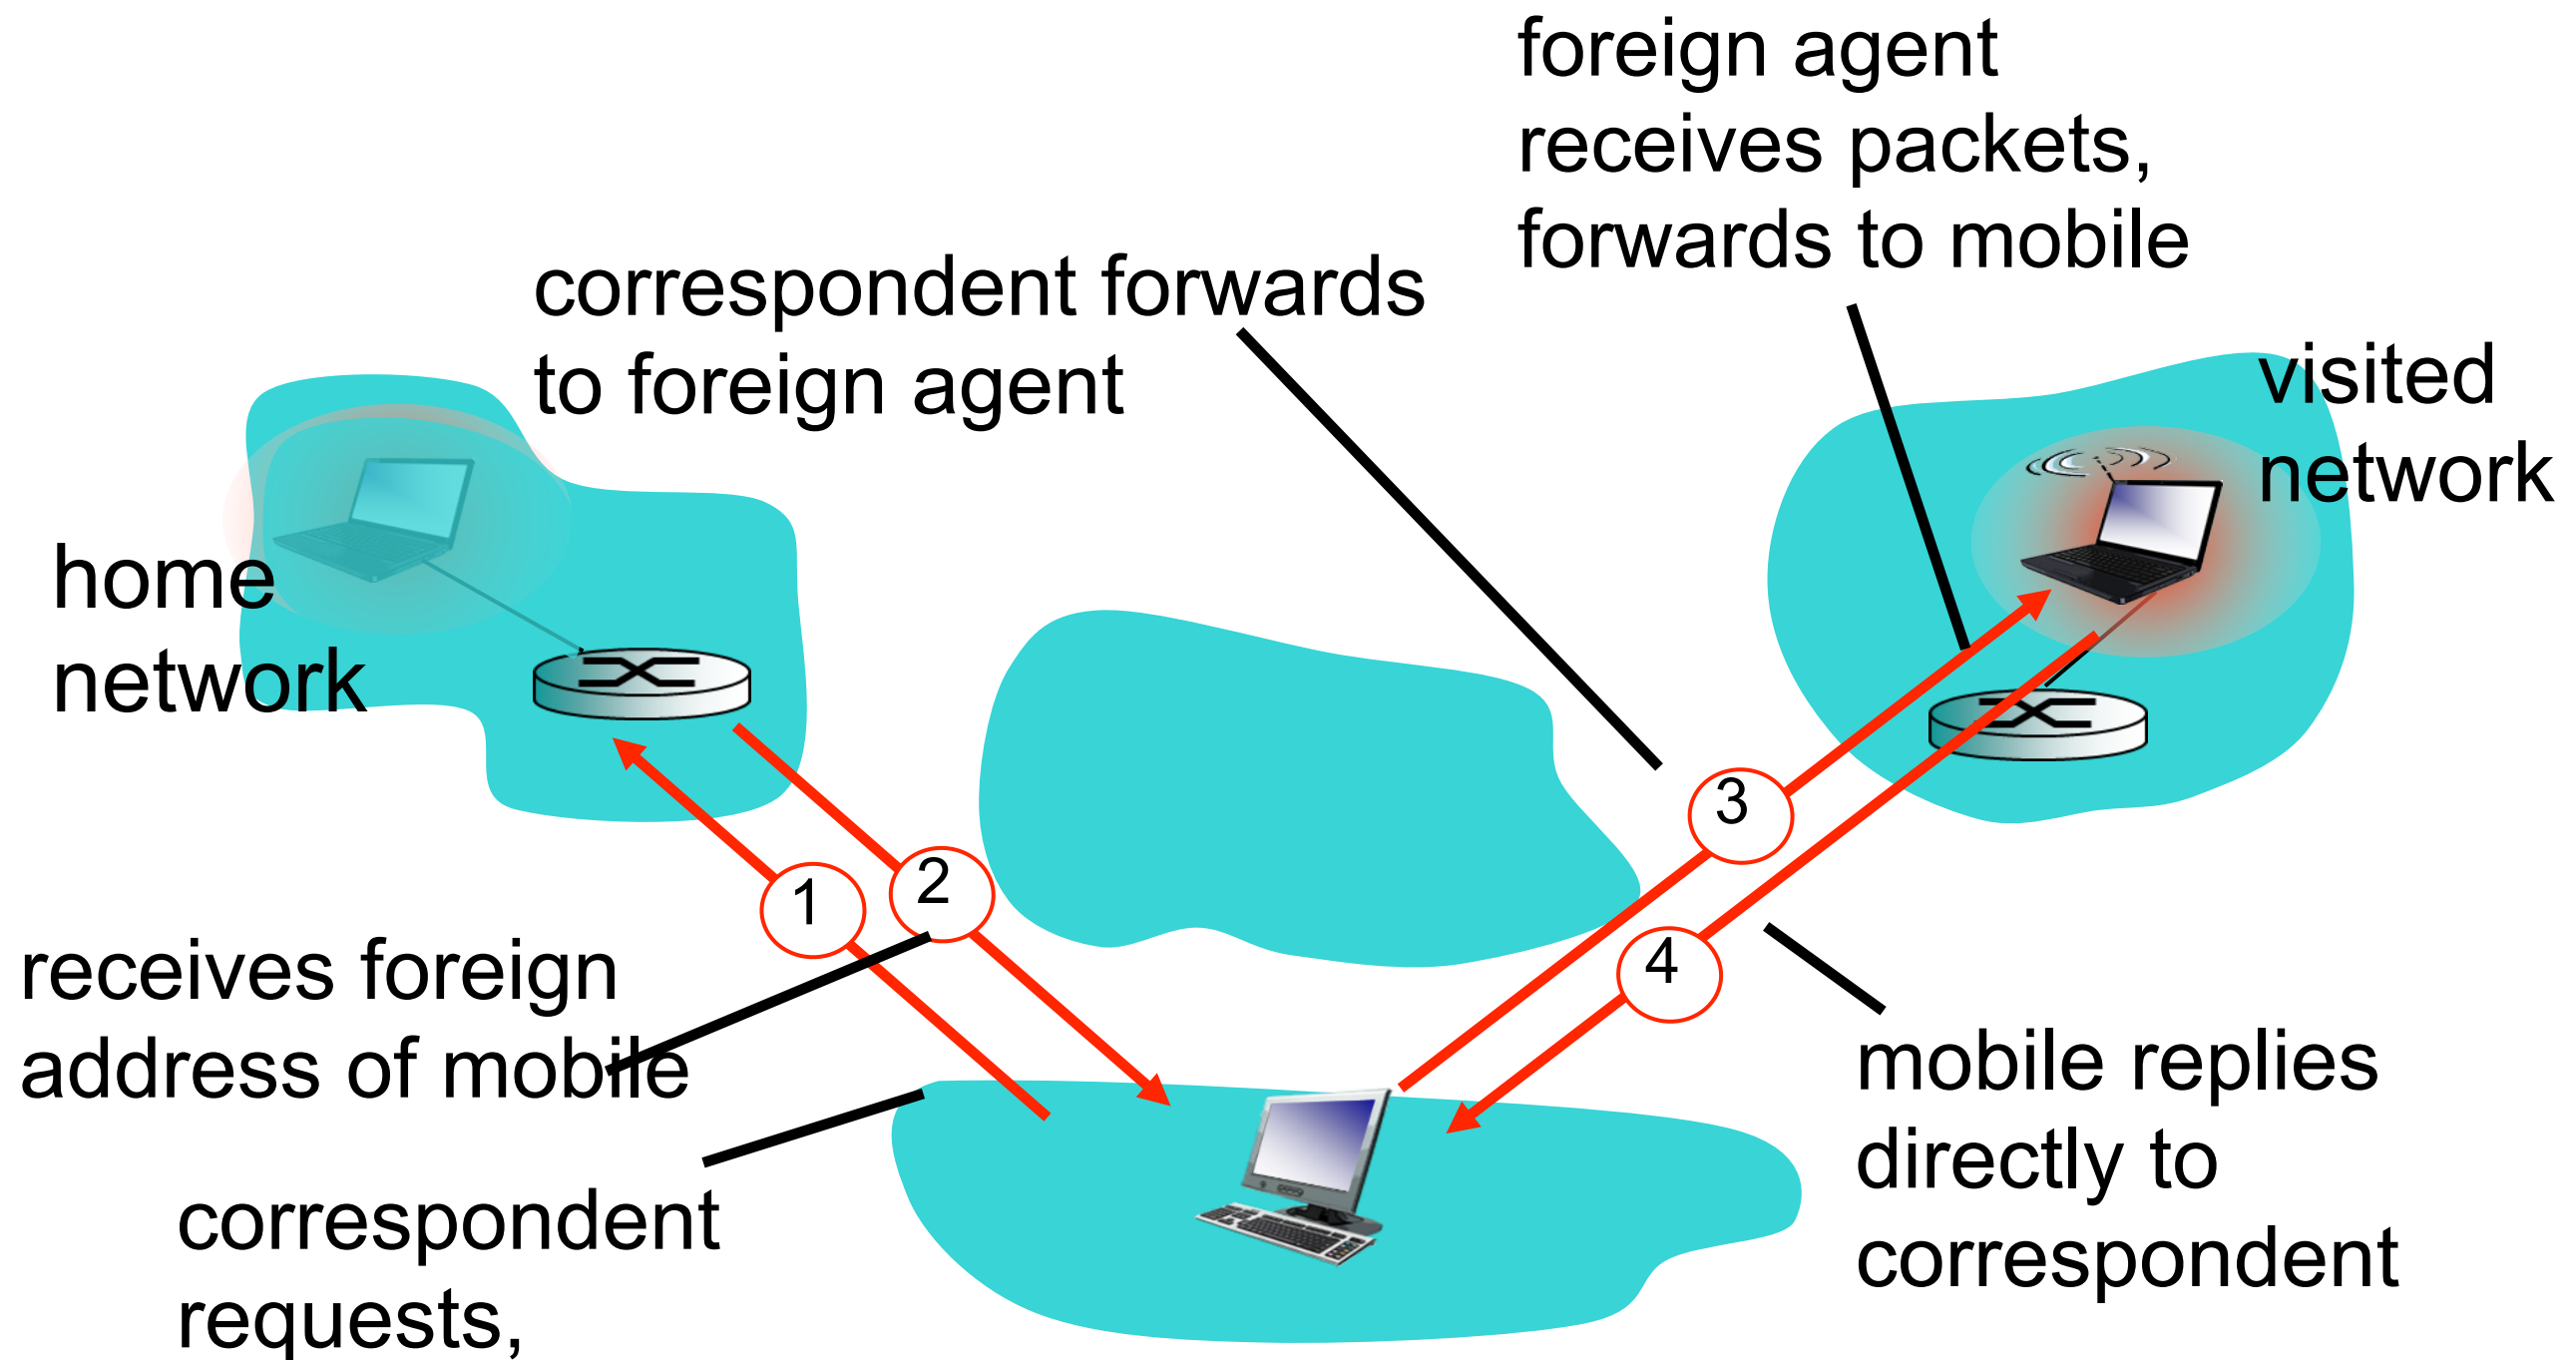 foreign agent
receives packets,
forwards to mobile
correspondent forwards
to foreign agent
visited
network
home
network
3
1
2
4
receives foreign
address of mobile
mobile replies
directly to
correspondent
correspondent
requests,